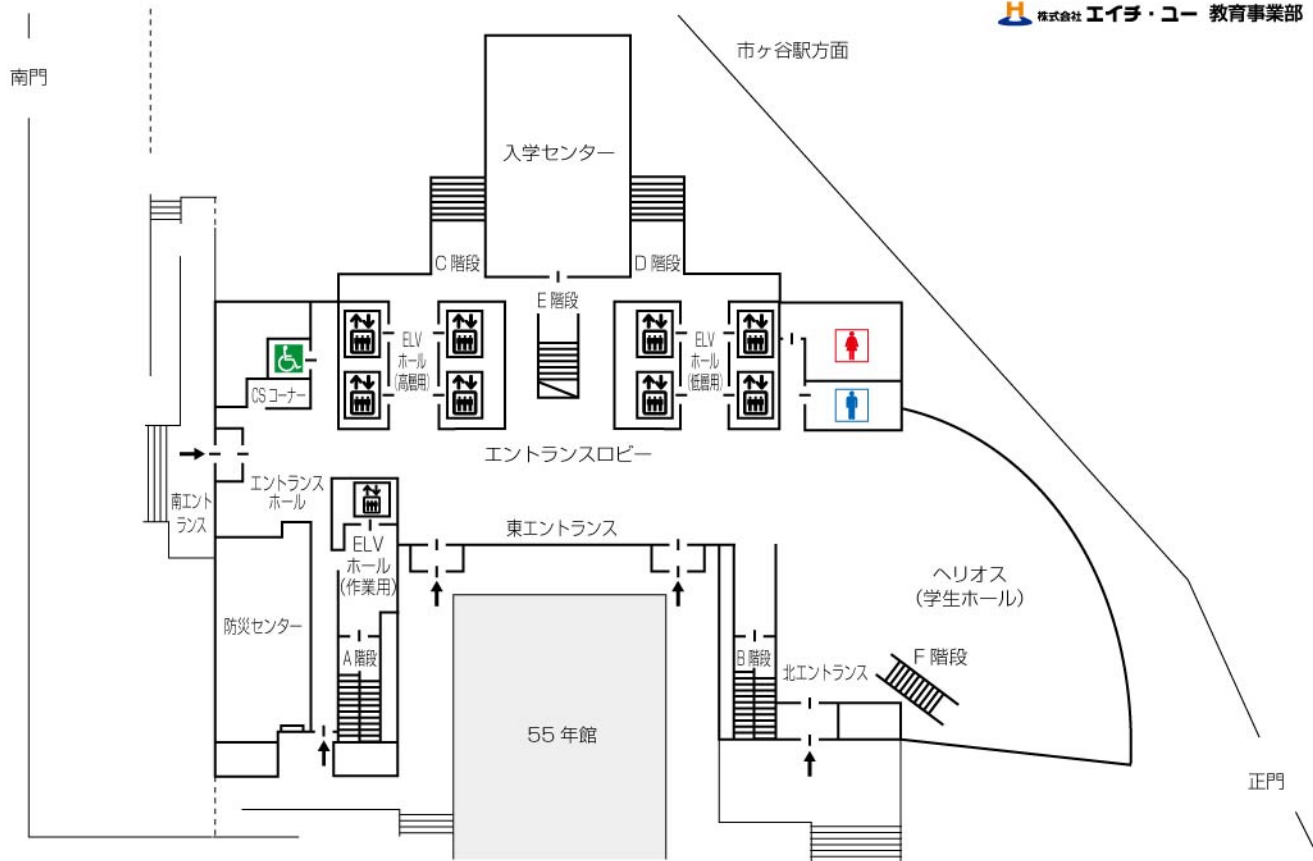 株式会社 エイチ・ユー 教育事業部
南門
市ヶ谷駅方面
入学センター
C 階段
D 階段
E 階段
ELV
ホール
(高層用)
ELV
ホール
(低層用)
CS コーナー
エントランスロビー
エントランス
ホール
南エント
ランス
東エントランス
ELV
ホール
(作業用)
ヘリオス
(学生ホール)
防災センター
A 階段
B 階段
北エントランス
F 階段
55 年館
正門